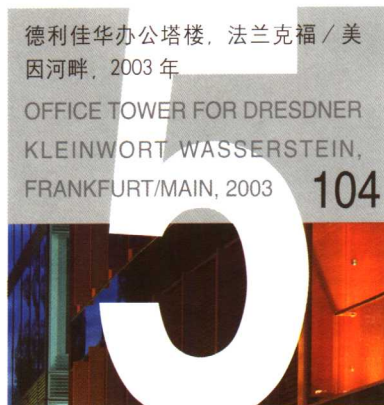 德利佳华办公塔楼，法兰克福/美
因河畔，2003 年
OFFICE TOWER FOR DRESDNER
KLEINWORT WASSERSTEIN,
FRANKFURT/MAIN, 2003
104
5